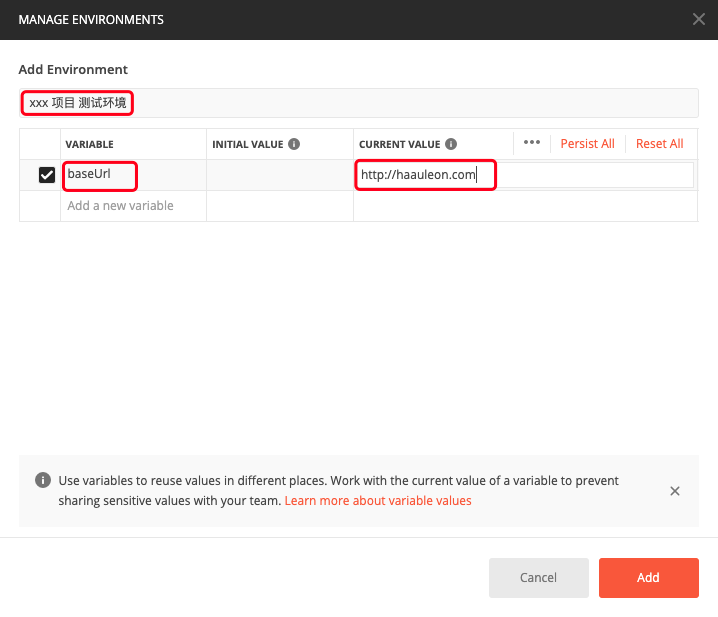 MANAGE ENVIRONMENTS
Add Environment
xxx 项目 测试环境
VARIABLE INITIAL VALUE CURRENT VALUE ••• Persist All Reset All
baseUrl http://haauleon.com
Add a new variable
Use variables to reuse values in different places. Work with the current value of a variable to prevent
sharing sensitive values with your team. Learn more about variable values
Cancel Add